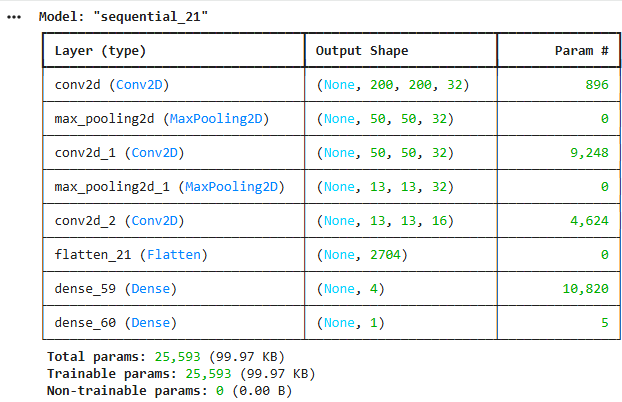 ••• Model: "sequential_21"
Layer (type) Output Shape Param #
conv2d (Conv2D) (None, 200, 200, 32) 896
max_pooling2d (MaxPooling2D) (None, 50, 50, 32) 0
conv2d_1 (Conv2D) (None, 50, 50, 32) 9,248
max_pooling2d_1 (MaxPooling2D) (None, 13, 13, 32) 0
conv2d_2 (Conv2D) (None, 13, 13, 16) 4,624
flatten_21 (Flatten) (None, 2704) 0
dense_59 (Dense) (None, 4) 10,820
dense_60 (Dense) (None, 1) 5
Total params: 25,593 (99.97 KB)
Trainable params: 25,593 (99.97 KB)
Non-trainable params: 0 (0.00 B)